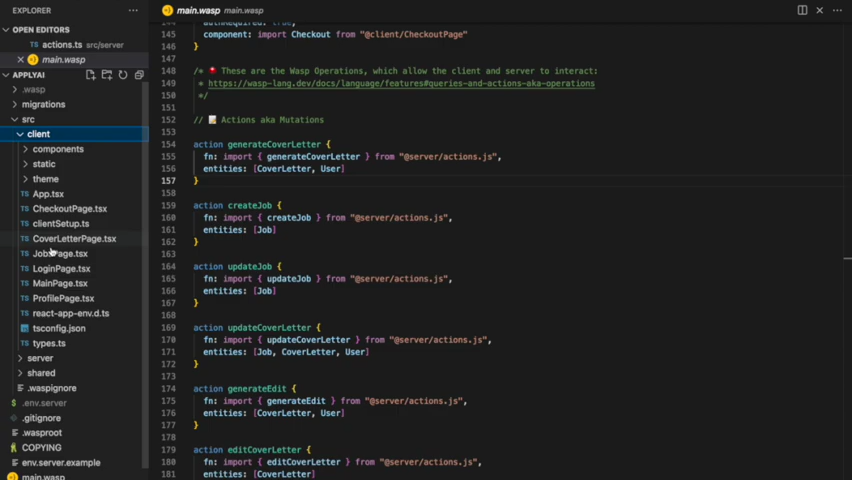 EXPLORER
OPEN EDITORS
actions.ts src/server
main.wasp
APPLYAI
.wasp
migrations
src
client
components
static
theme
App.tsx
CheckoutPage.tsx
clientSetup.ts
CoverLetterPage.tsx
JobsPage.tsx
LoginPage.tsx
MainPage.tsx
ProfilePage.tsx
react-app-env.d.ts
tsconfig.json
types.ts
server
shared
.waspignore
.env.server
.gitignore
.wasproot
COPYING
env.server.example
main.wasp
main.wasp main.wasp
144 authRequired: true,
145 component: import Checkout from "@client/CheckoutPage"
146 }
147
148 /* 📮 These are the Wasp Operations, which allow the client and server to interact:
149 * https://wasp-lang.dev/docs/language/features#queries-and-actions-aka-operations
150 */
151
152 // 📝 Actions aka Mutations
153
154 action generateCoverLetter {
155 fn: import { generateCoverLetter } from "@server/actions.js",
156 entities: [CoverLetter, User]
157 }
158
159 action createJob {
160 fn: import { createJob } from "@server/actions.js",
161 entities: [Job]
162 }
163
164 action updateJob {
165 fn: import { updateJob } from "@server/actions.js",
166 entities: [Job]
167 }
168
169 action updateCoverLetter {
170 fn: import { updateCoverLetter } from "@server/actions.js",
171 entities: [Job, CoverLetter, User]
172 }
173
174 action generateEdit {
175 fn: import { generateEdit } from "@server/actions.js",
176 entities: [CoverLetter, User]
177 }
178
179 action editCoverLetter {
180 fn: import { editCoverLetter } from "@server/actions.js",
181 entities: [CoverLetter]